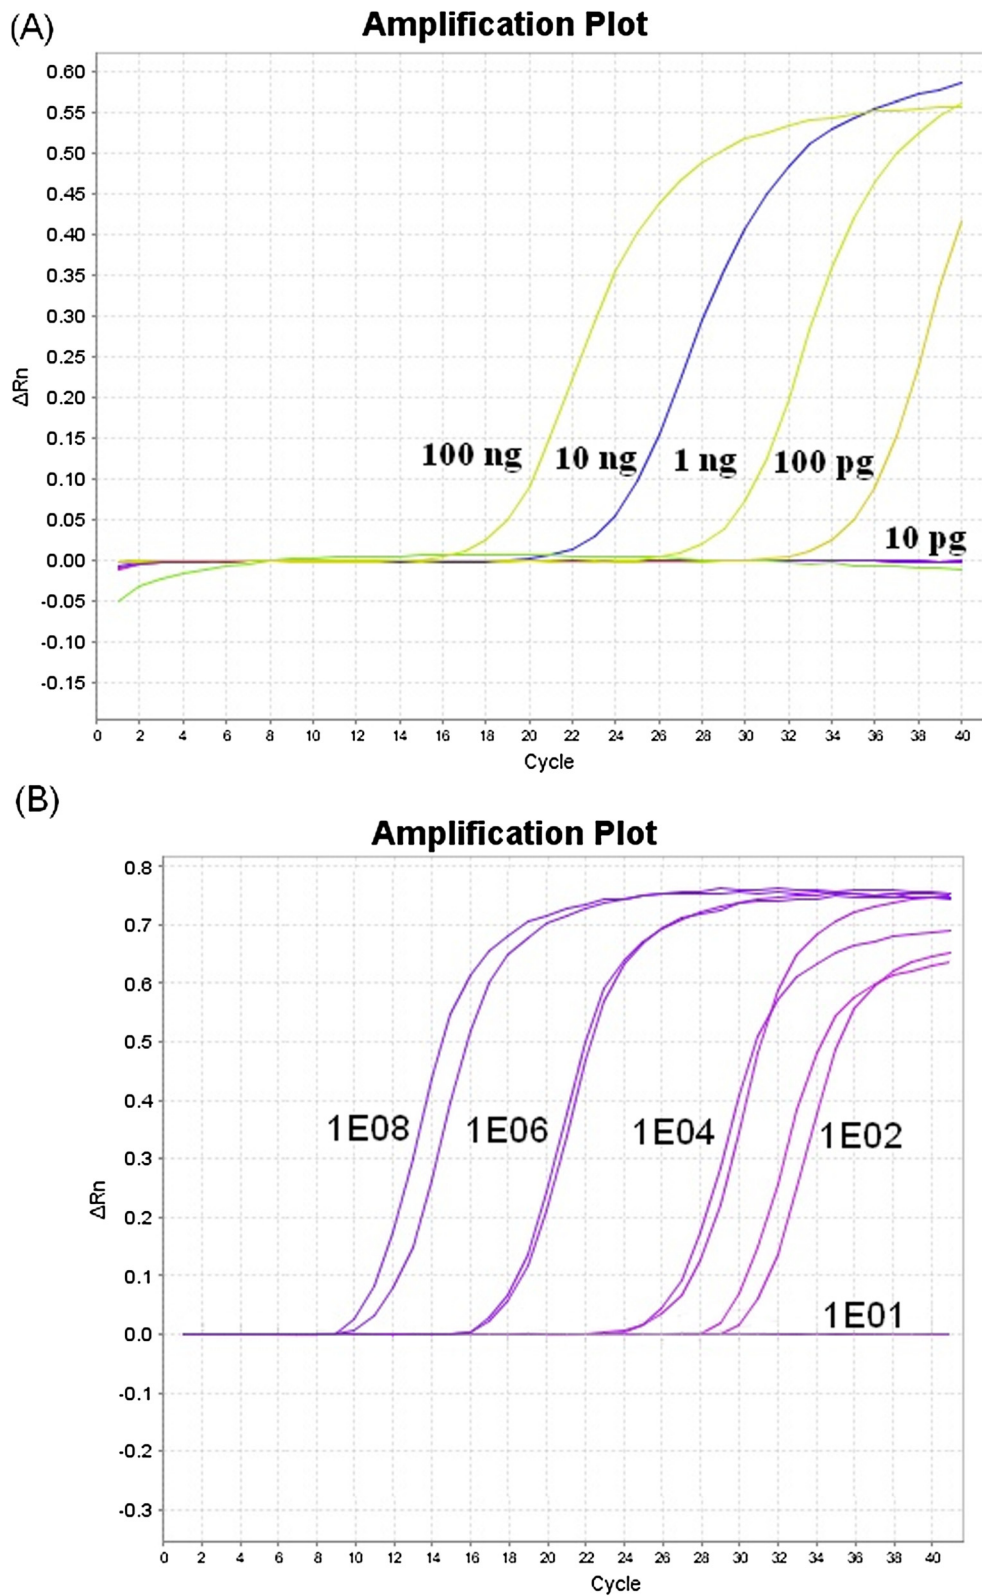 (A)
Amplification Plot
0.60
0.55
0.50
0.45
0.40
0.35
0.30
0.25
0.20
0.15
0.10
0.05
0.00
-0.05
-0.10
-0.15
ΔRn
100 ng 10 ng 1 ng 100 pg
10 pg
0 2 4 6 8 10 12 14 16 18 20 22 24 26 28 30 32 34 36 38 40
Cycle
(B)
Amplification Plot
0.8
0.7
0.6
0.5
0.4
0.3
0.2
0.1
0.0
-0.1
-0.2
-0.3
ΔRn
1E08 1E06 1E04 1E02
1E01
0 2 4 6 8 10 12 14 16 18 20 22 24 26 28 30 32 34 36 38 40
Cycle